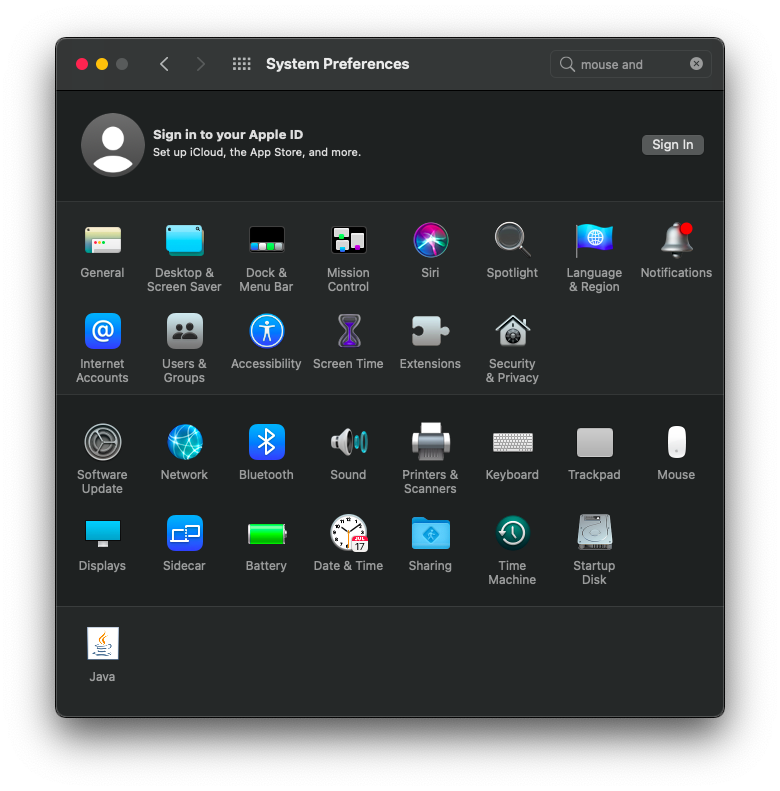 System Preferences
mouse and
Sign in to your Apple ID
Set up iCloud, the App Store, and more.
Sign In
General
Desktop &
Screen Saver
Dock &
Menu Bar
Mission
Control
Siri
Spotlight
Language
& Region
Notifications
Internet
Accounts
Users &
Groups
Accessibility
Screen Time
Extensions
Security
& Privacy
Software
Update
Network
Bluetooth
Sound
Printers &
Scanners
Keyboard
Trackpad
Mouse
Displays
Sidecar
Battery
JUL
17
Date & Time
Sharing
Time
Machine
Startup
Disk
Java